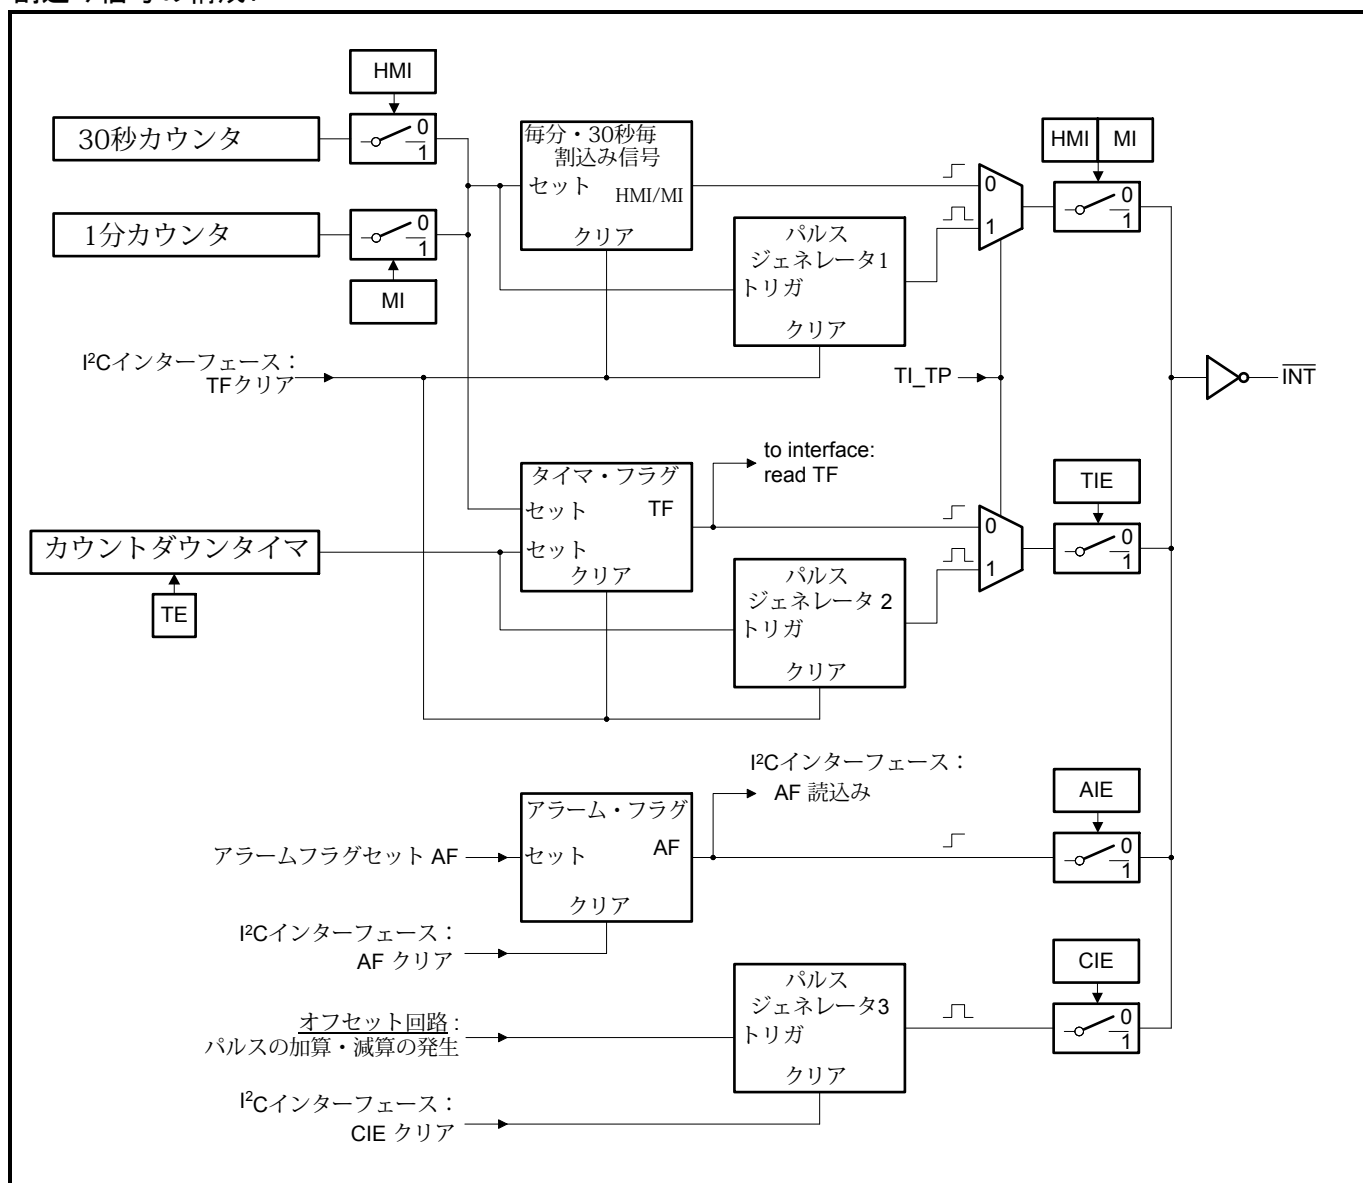 HMI
30秒カウンタ
0
1
1分カウンタ
0
1
MI
毎分・30秒毎
割込み信号
セット
HMI/MI
クリア
パルス
ジェネレータ1
トリガ
クリア
0
1
HMI MI
0
1
I²Cインターフェース：
TFクリア
TI_TP
INT
to interface:
read TF
タイマ・フラグ
セット
TF
セット
クリア
カウントダウンタイマ
TE
パルス
ジェネレータ 2
トリガ
クリア
0
1
TIE
0
1
I²Cインターフェース：
AF 読込み
アラーム・フラグ
セット
AF
クリア
アラームフラグセット AF
AIE
0
1
I²Cインターフェース：
AF クリア
オフセット回路 :
パルスの加算・減算の発生
パルス
ジェネレータ3
トリガ
クリア
CIE
0
1
I²Cインターフェース：
CIE クリア